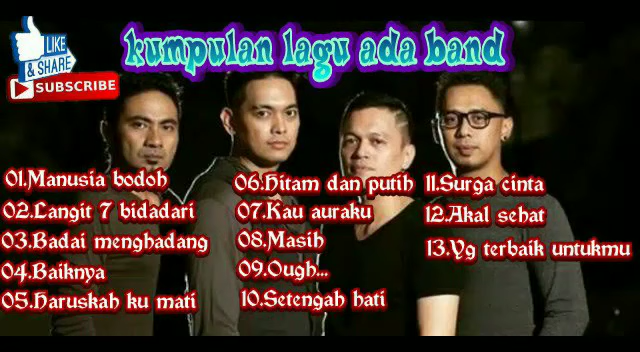 LIKE
& SHARE
SUBSCRIBE
kumpulan lagu ada band
01.Manusia bodoh
02.Langit 7 bidadari
03.Badai menghadang
04.Baiknya
05.Haruskah ku mati
06.Hitam dan putih
07.Kau auraku
08.Masih
09.Ough...
10.Setengah hati
11.Surga cinta
12.Akal sehat
13.Yg terbaik untukmu